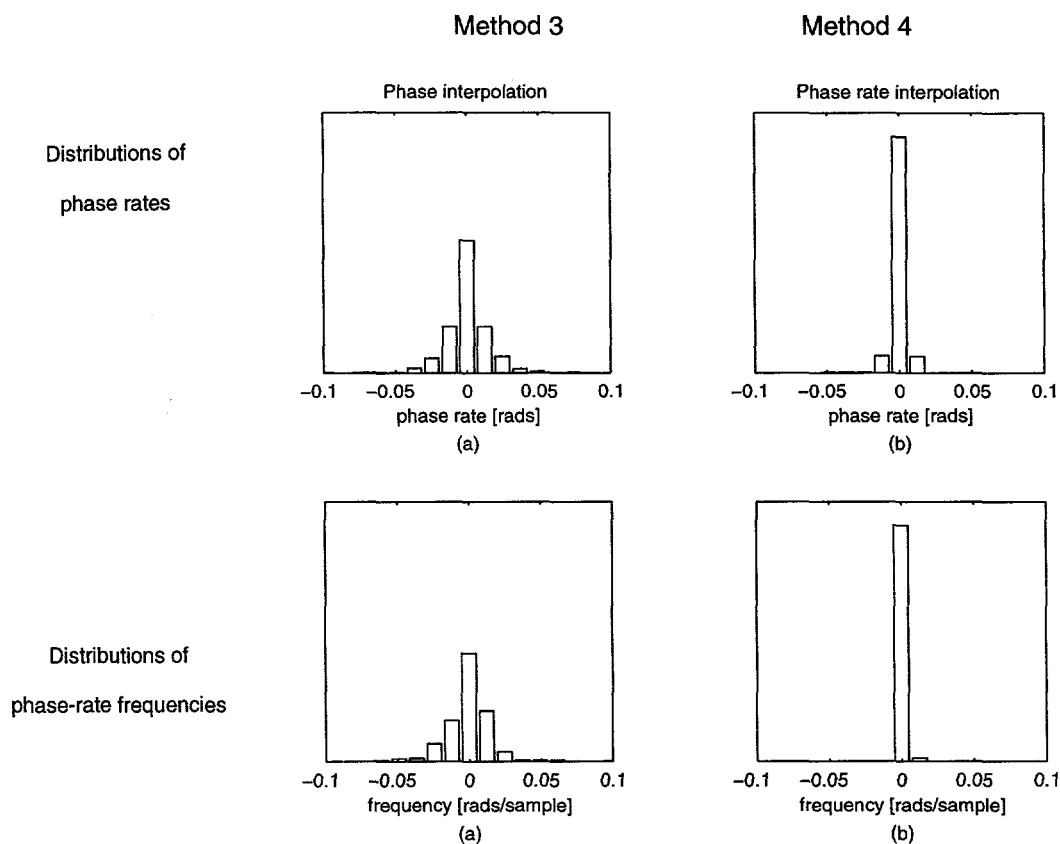 Method 3
Method 4
Phase interpolation
Phase rate interpolation
Distributions of
phase rates
−0.1 −0.05 0 0.05 0.1
phase rate [rads]
(a)
−0.1 −0.05 0 0.05 0.1
phase rate [rads]
(b)
Distributions of
phase-rate frequencies
−0.1 −0.05 0 0.05 0.1
frequency [rads/sample]
(a)
−0.1 −0.05 0 0.05 0.1
frequency [rads/sample]
(b)